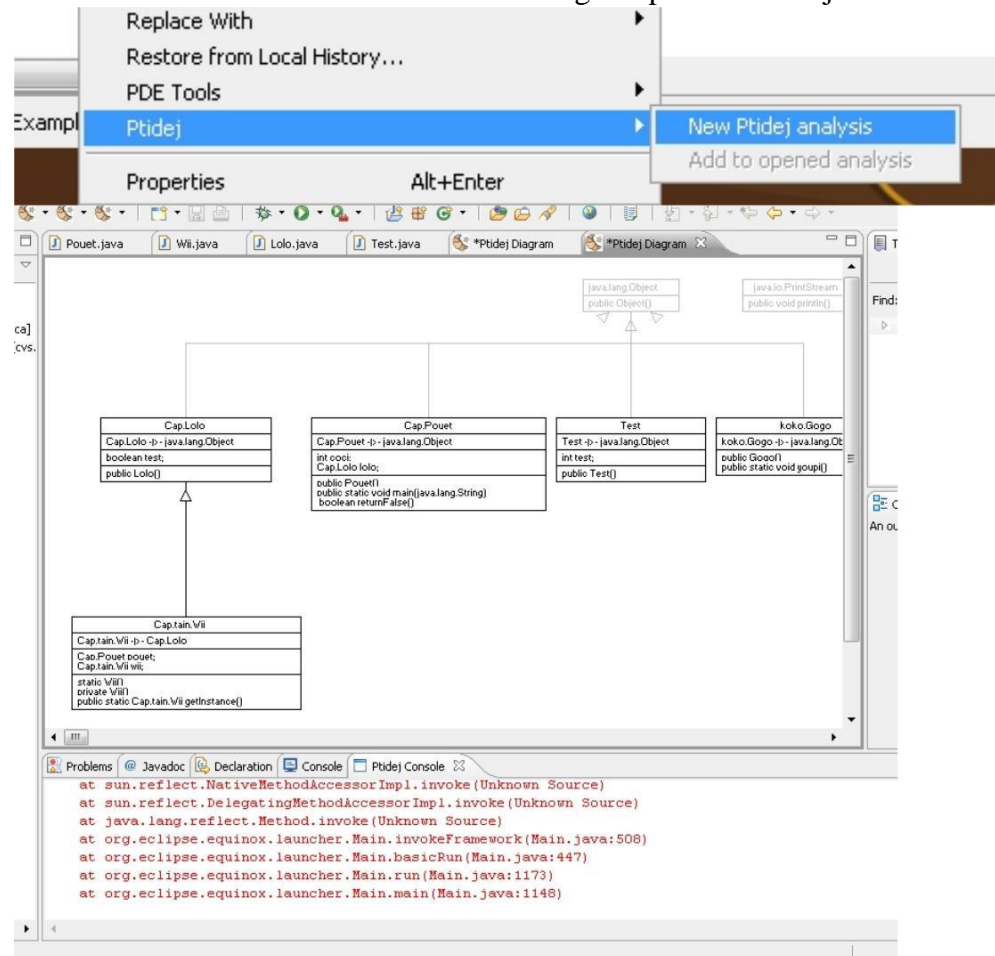 Replace With
Restore from Local History...
PDE Tools
Exampl
Ptidej
New Ptidej analysis
Add to opened analysis
Properties Alt+Enter
Pouet.java Wii.java Lolo.java Test.java *Ptidej Diagram *Ptidej Diagram T
java.lang.Object
public Object()
java.io.PrintStream
public void println()
Find:
ca]
[cvs.
Cap.Lolo
Cap.Lolo -|>- java.lang.Object
boolean test;
public Lolo()
Cap.Pouet
Cap.Pouet -|>- java.lang.Object
int coci;
Cap.Lolo lolo;
public Pouet()
public static void main(java.lang.String)
boolean returnFalse()
Test
Test -|>- java.lang.Object
int test;
public Test()
koko.Gogo
koko.Gogo -|>- java.lang.Ob
public Gogo()
public static void youpi()
An ou
Cap.tain.Wii
Cap.tain.Wii -|>- Cap.Lolo
Cap.Pouet pouet;
Cap.tain.Wii wii;
static Wii()
private Wii()
public static Cap.tain.Wii getInstance()
Problems @ Javadoc Declaration Console Ptidej Console
at sun.reflect.NativeMethodAccessorImpl.invoke(Unknown Source)
at sun.reflect.DelegatingMethodAccessorImpl.invoke(Unknown Source)
at java.lang.reflect.Method.invoke(Unknown Source)
at org.eclipse.equinox.launcher.Main.invokeFramework(Main.java:508)
at org.eclipse.equinox.launcher.Main.basicRun(Main.java:447)
at org.eclipse.equinox.launcher.Main.run(Main.java:1173)
at org.eclipse.equinox.launcher.Main.main(Main.java:1148)